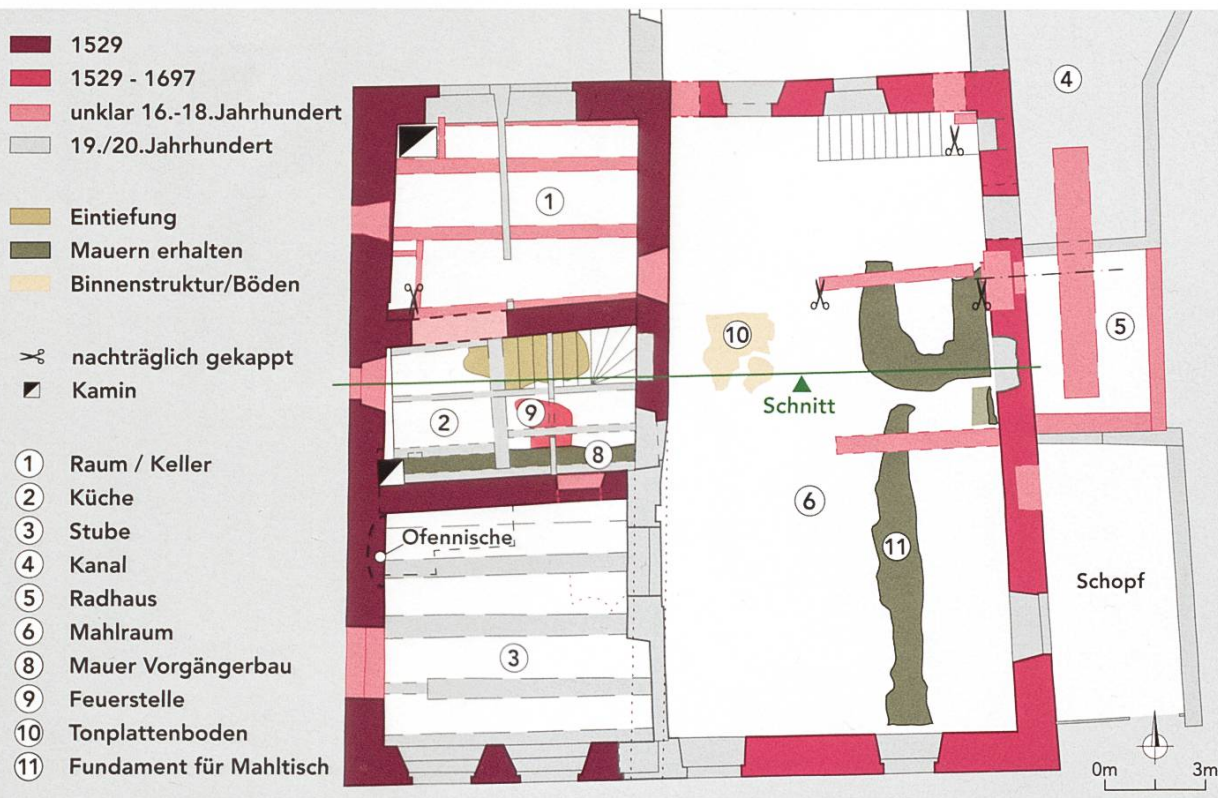 1529
1529 - 1697
unklar 16.-18.Jahrhundert
19./20.Jahrhundert
Eintiefung
Mauern erhalten
Binnenstruktur/Böden
nachträglich gekappt
Kamin
1 Raum / Keller
2 Küche
3 Stube
4 Kanal
5 Radhaus
6 Mahlraum
8 Mauer Vorgängerbau
9 Feuerstelle
10 Tonplattenboden
11 Fundament für Mahltisch
4
1
5
10
Schnitt
2
9
8
6
Ofennische
11
Schopf
3
0m 3m